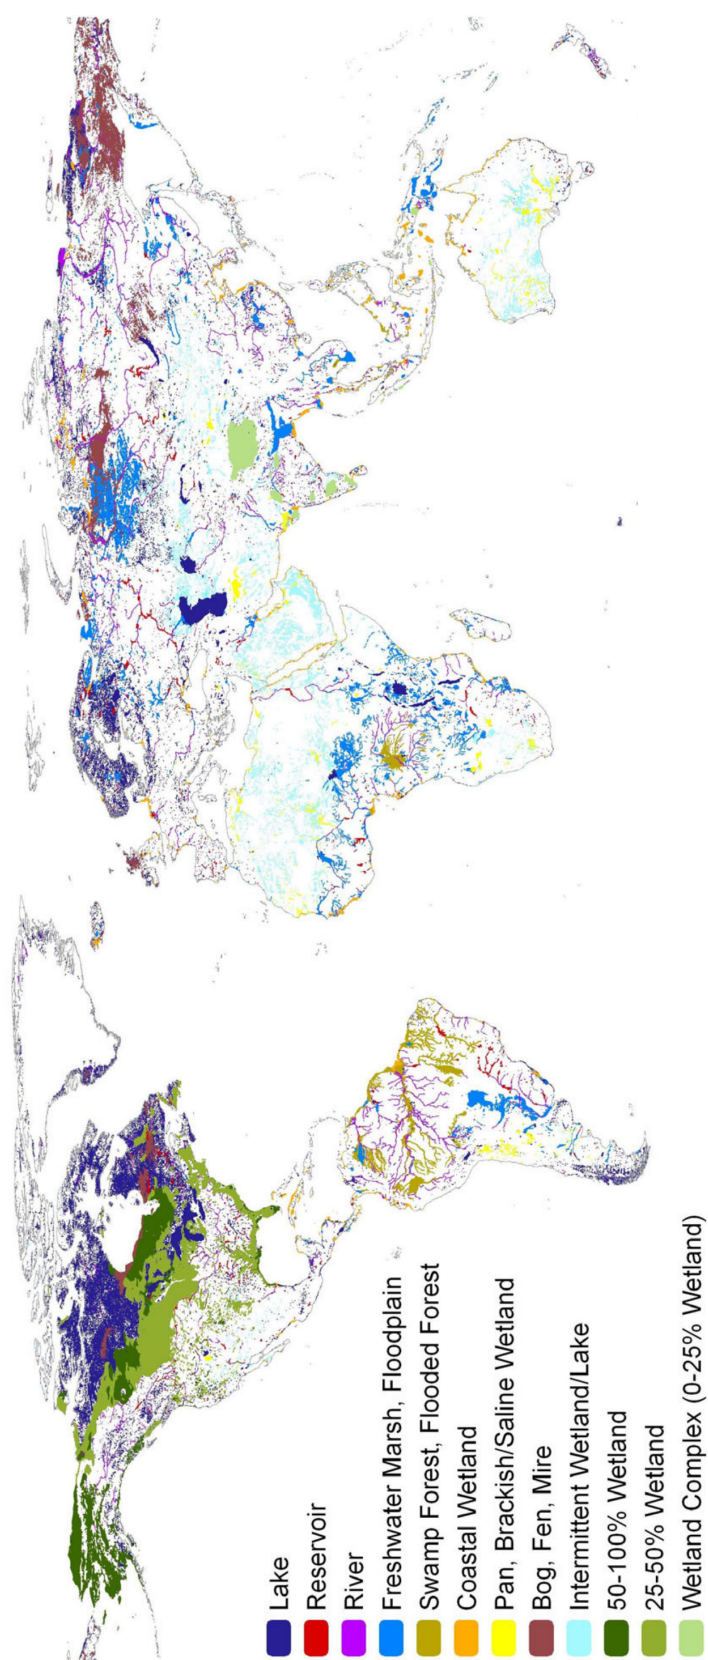 Lake
Reservoir
River
Freshwater Marsh, Floodplain
Swamp Forest, Flooded Forest
Coastal Wetland
Pan, Brackish/Saline Wetland
Bog, Fen, Mire
Intermittent Wetland/Lake
50-100% Wetland
25-50% Wetland
Wetland Complex (0-25% Wetland)